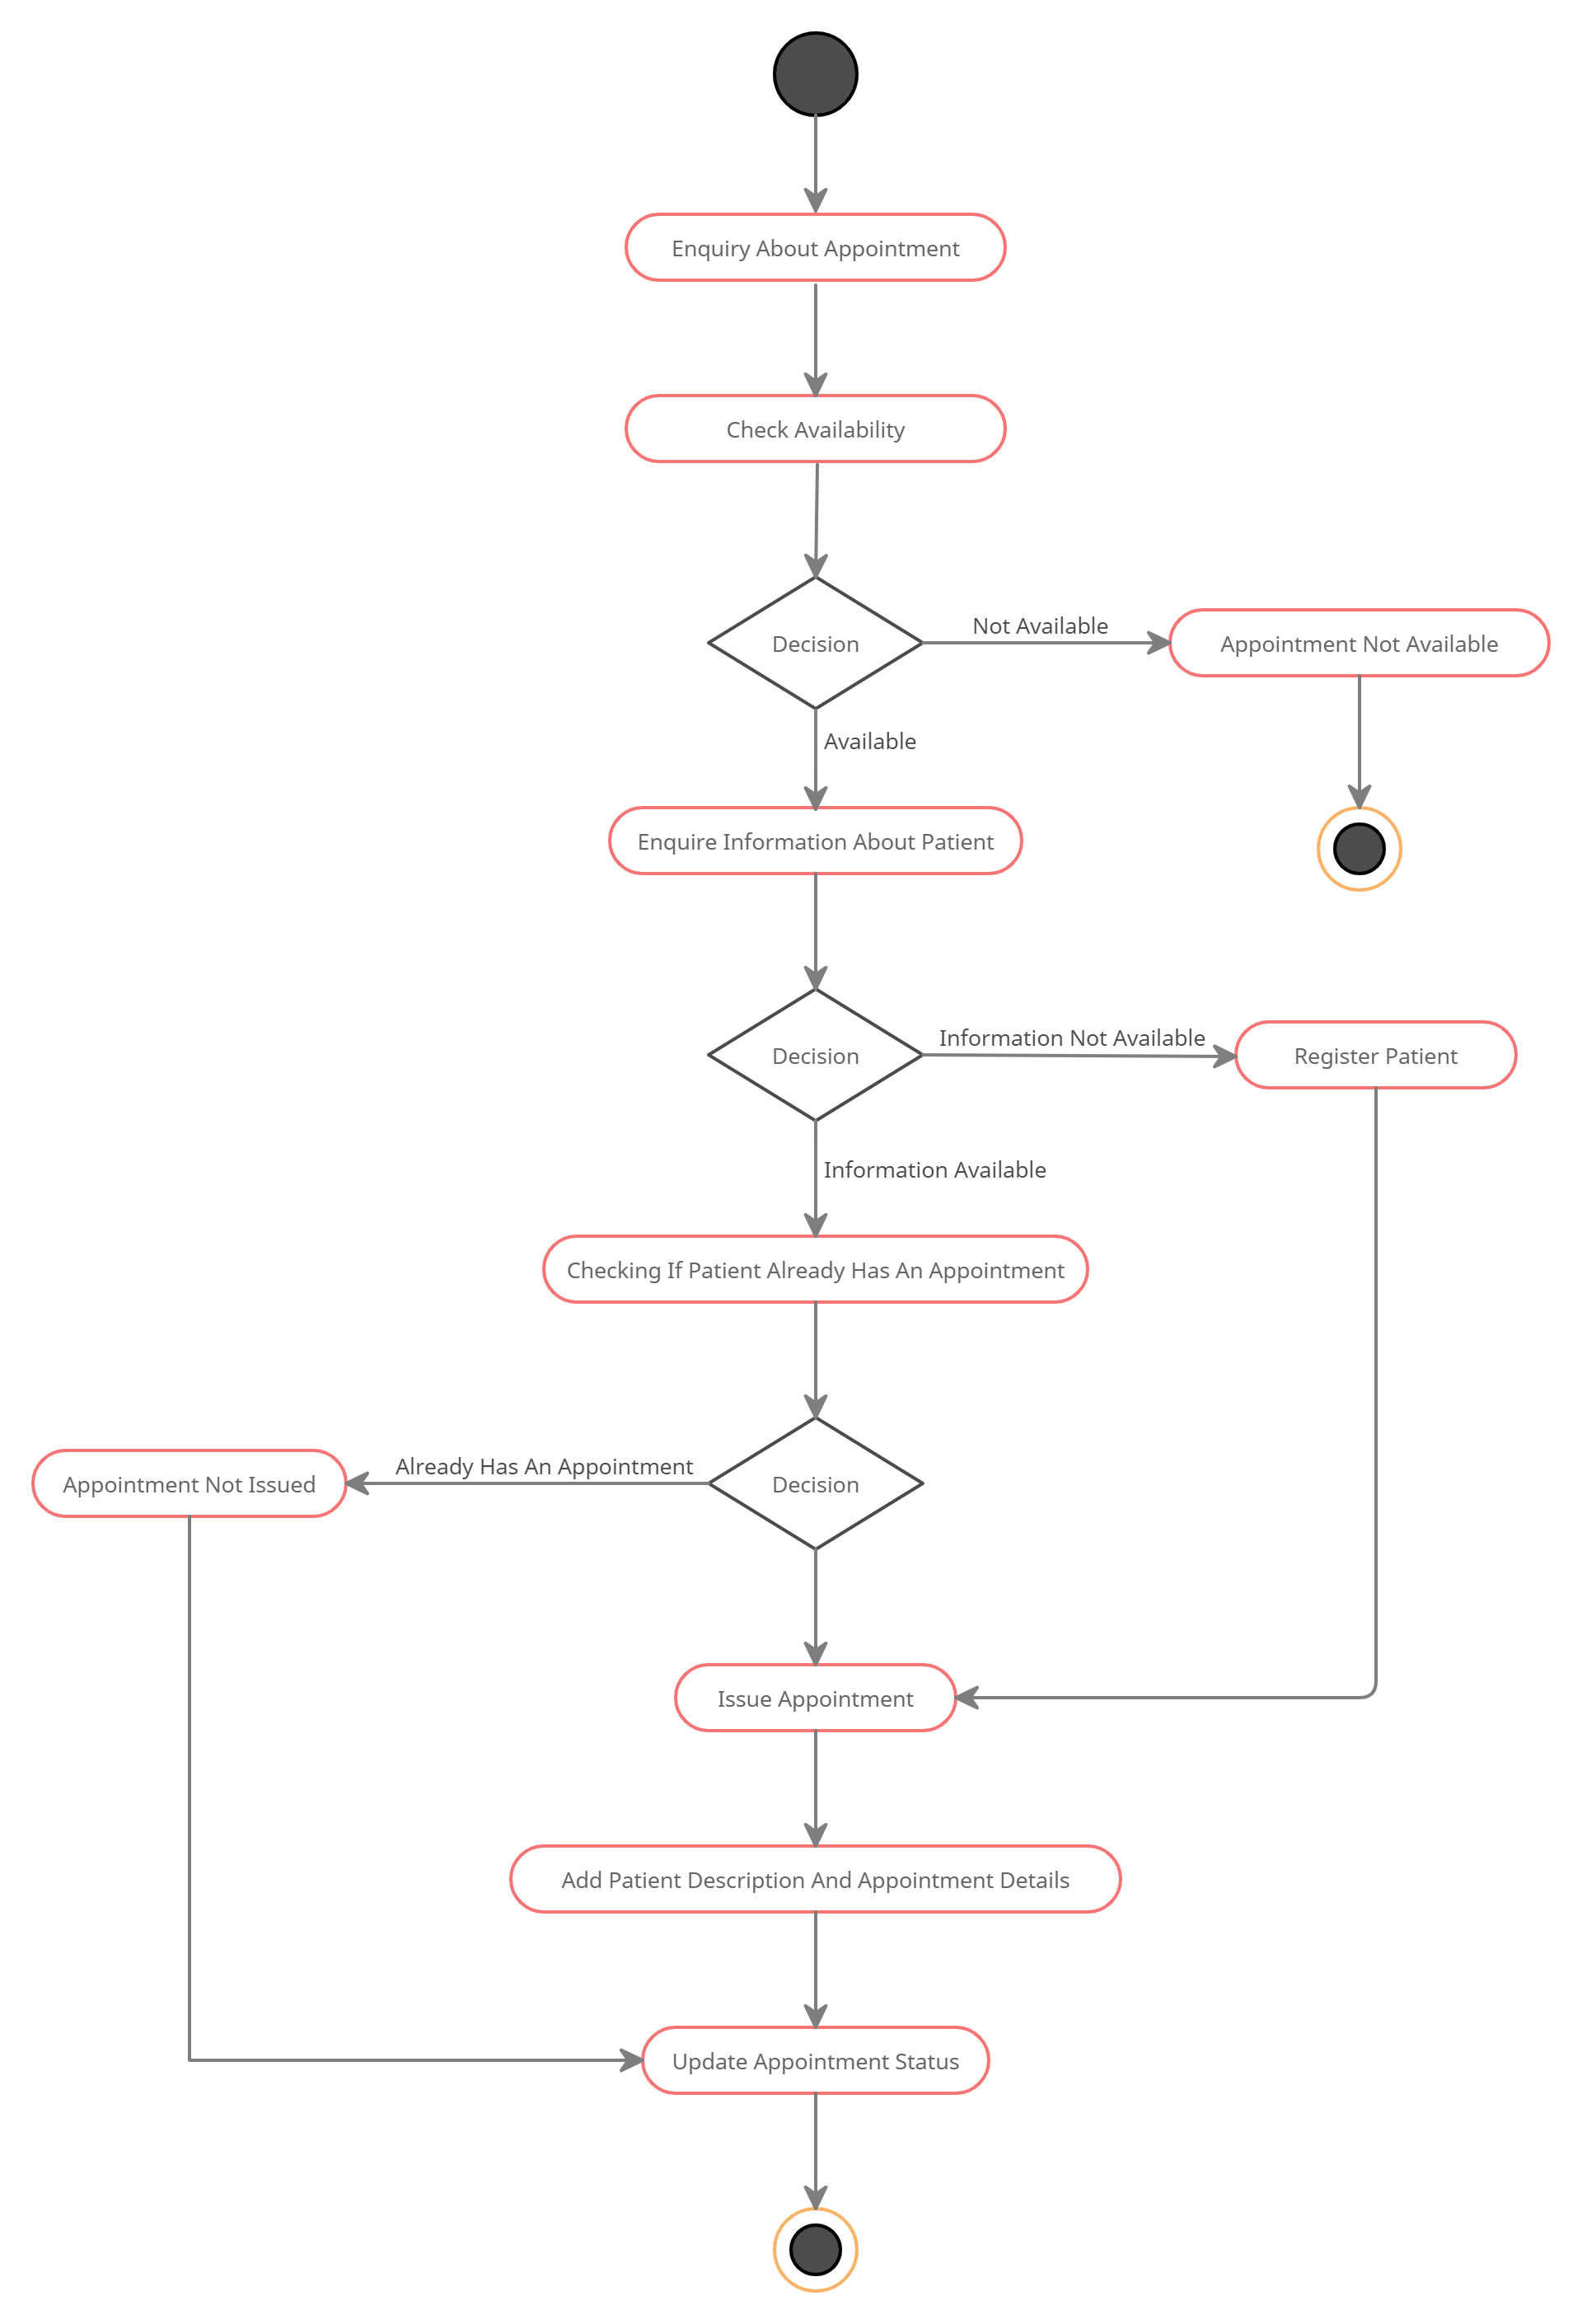 Enquiry About Appointment
Check Availability
Decision
Not Available
Appointment Not Available
Available
Enquire Information About Patient
Decision
Information Not Available
Register Patient
Information Available
Checking If Patient Already Has An Appointment
Appointment Not Issued
Already Has An Appointment
Decision
Issue Appointment
Add Patient Description And Appointment Details
Update Appointment Status